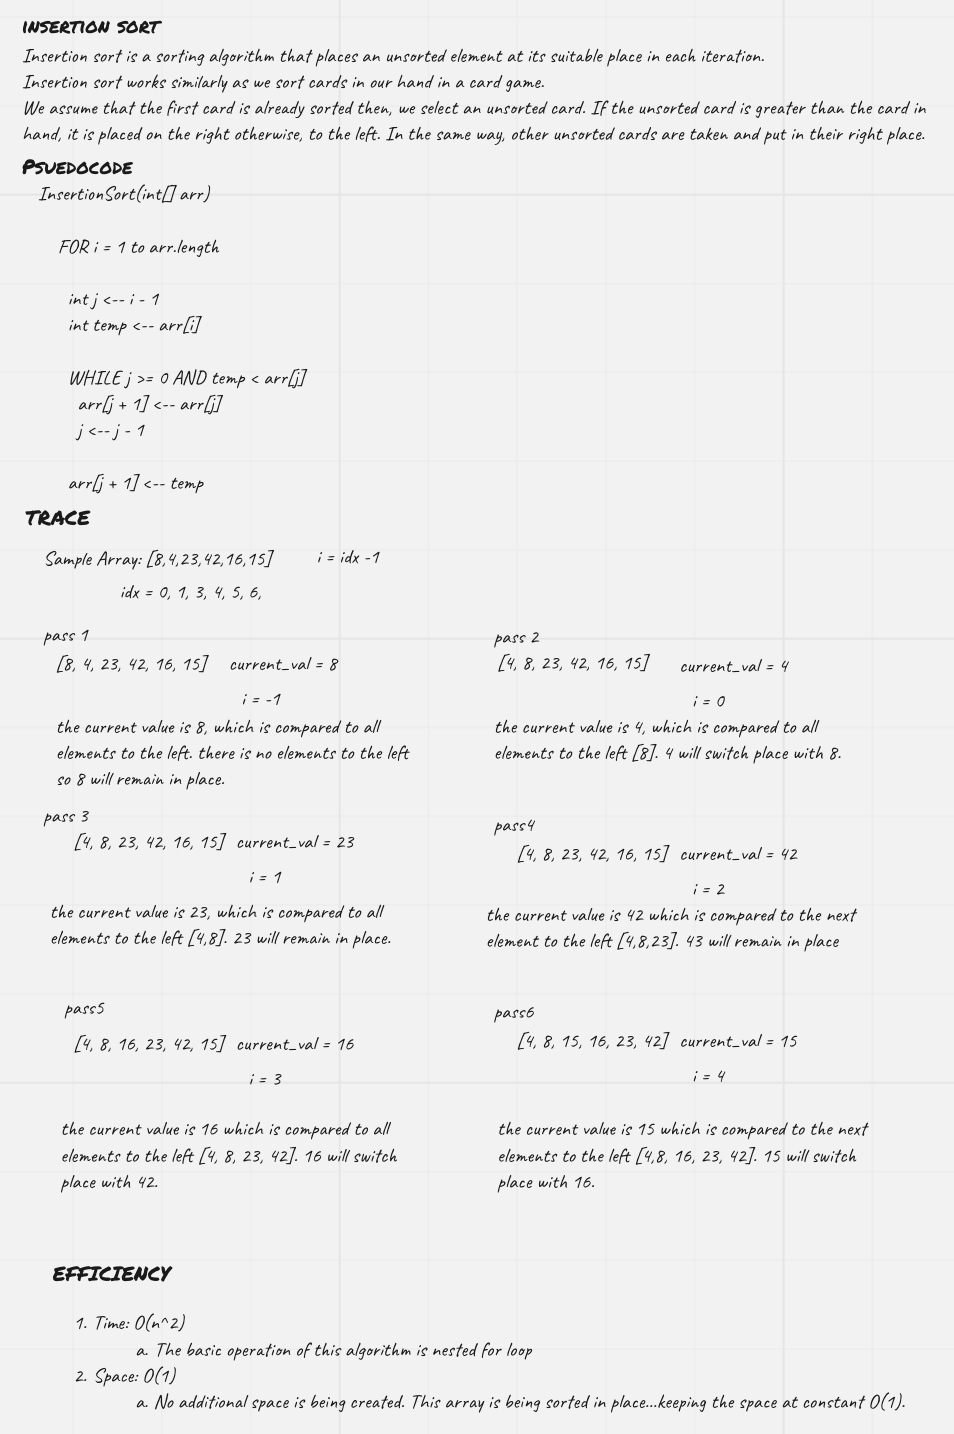 INSERTION SORT
Insertion sort is a sorting algorithm that places an unsorted element at its suitable place in each iteration.
Insertion sort works similarly as we sort cards in our hand in a card game.
We assume that the first card is already sorted then, we select an unsorted card. If the unsorted card is greater than the card in
hand, it is placed on the right otherwise, to the left. In the same way, other unsorted cards are taken and put in their right place.
PSUEDOCODE
InsertionSort(int[] arr)
FOR i = 1 to arr.length
int j <-- i - 1
int temp <-- arr[i]
WHILE j >= 0 AND temp < arr[j]
arr[j + 1] <-- arr[j]
j <-- j - 1
arr[j + 1] <-- temp
TRACE
Sample Array: [8,4,23,42,16,15] i = idx -1
idx = 0, 1, 3, 4, 5, 6,
pass 1
[8, 4, 23, 42, 16, 15] current_val = 8
i = -1
the current value is 8, which is compared to all
elements to the left. there is no elements to the left
so 8 will remain in place.
pass 2
[4, 8, 23, 42, 16, 15] current_val = 4
i = 0
the current value is 4, which is compared to all
elements to the left [8]. 4 will switch place with 8.
pass 3
[4, 8, 23, 42, 16, 15] current_val = 23
i = 1
the current value is 23, which is compared to all
elements to the left [4,8]. 23 will remain in place.
pass4
[4, 8, 23, 42, 16, 15] current_val = 42
i = 2
the current value is 42 which is compared to the next
element to the left [4,8,23]. 43 will remain in place
pass5
[4, 8, 16, 23, 42, 15] current_val = 16
i = 3
the current value is 16 which is compared to all
elements to the left [4, 8, 23, 42]. 16 will switch
place with 42.
pass6
[4, 8, 15, 16, 23, 42] current_val = 15
i = 4
the current value is 15 which is compared to the next
elements to the left [4,8, 16, 23, 42]. 15 will switch
place with 16.
EFFICIENCY
1. Time: O(n^2)
a. The basic operation of this algorithm is nested for loop
2. Space: O(1)
a. No additional space is being created. This array is being sorted in place...keeping the space at constant O(1).